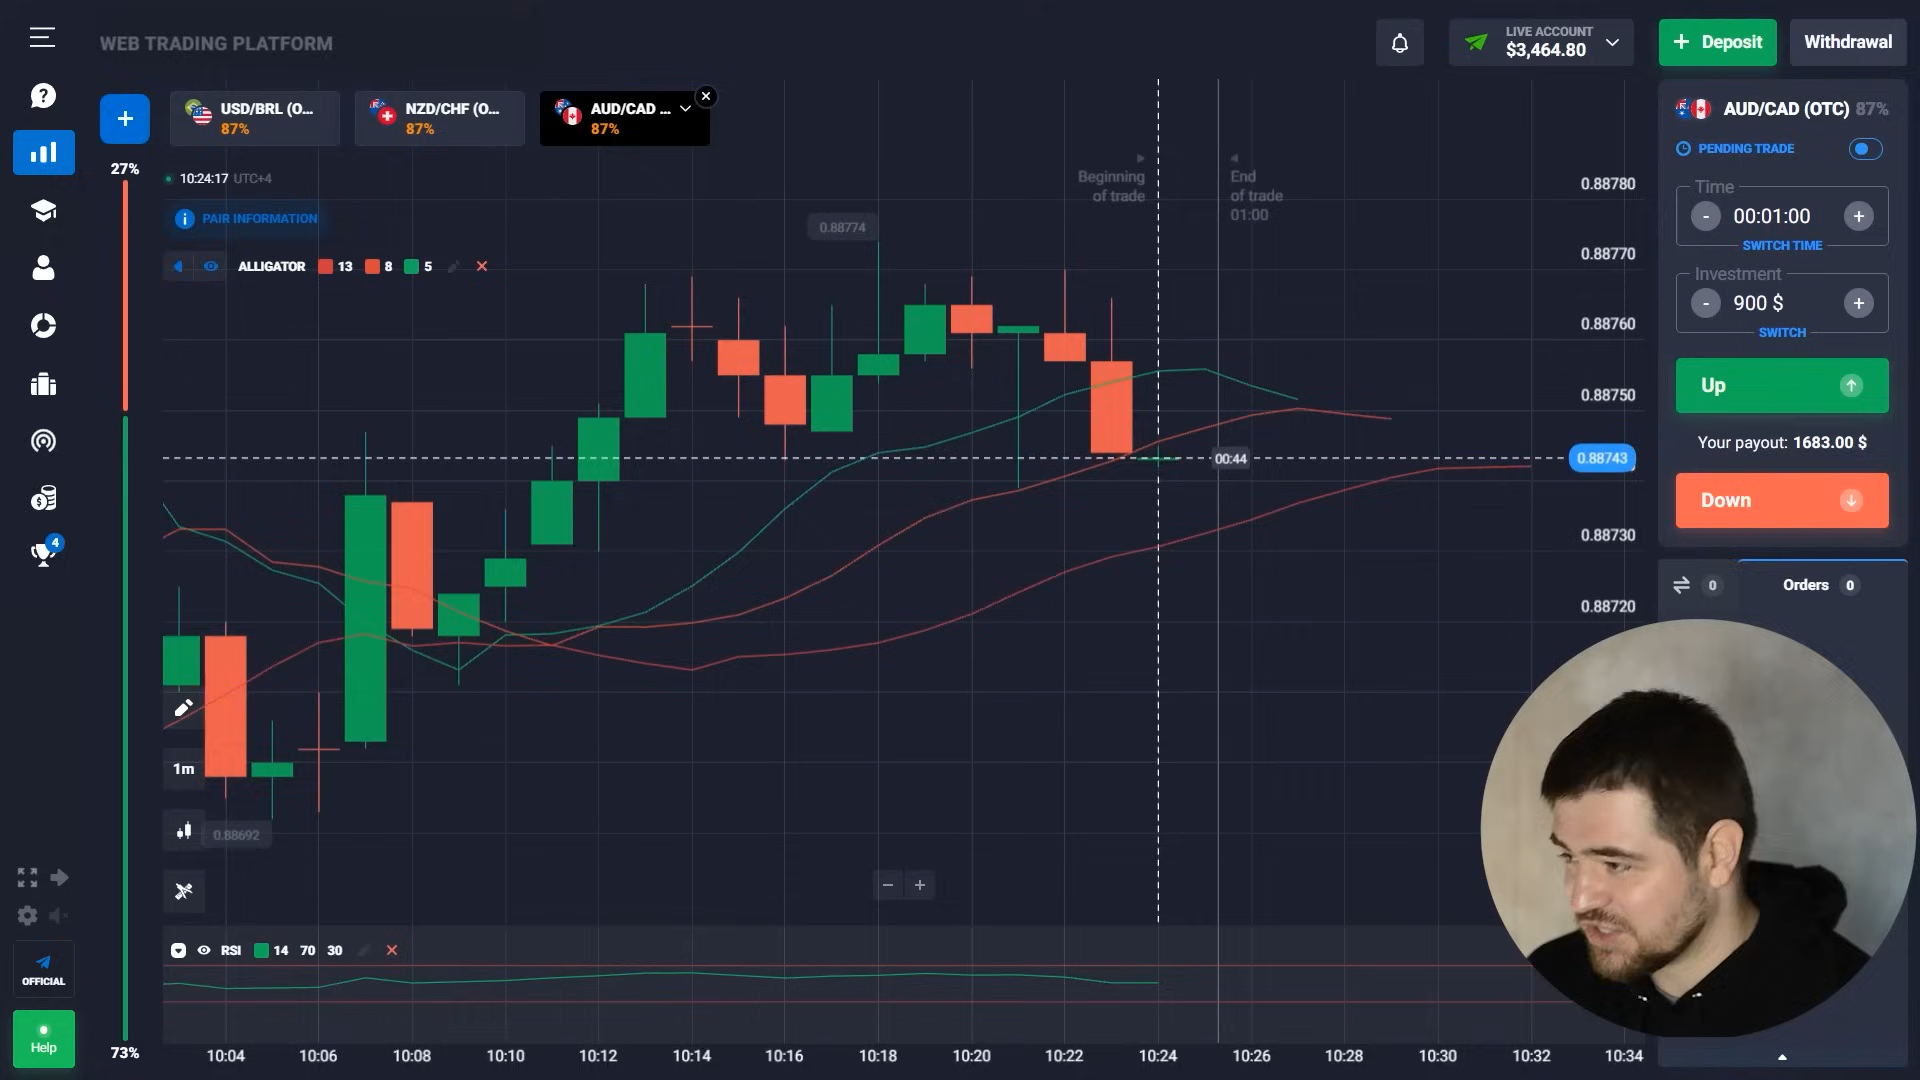 WEB TRADING PLATFORM
LIVE ACCOUNT
$3,464.80
Deposit
Withdrawal
USD/BRL (O...
87%
NZD/CHF (O...
87%
AUD/CAD ...
87%
27%
10:24:17 UTC+4
PAIR INFORMATION
ALLIGATOR 13 8 5
Beginning
of trade
End
of trade
01:00
0.88774
0.88780
0.88770
0.88760
0.88750
0.88743
0.88730
0.88720
00:44
1m
0.88692
RSI 14 70 30
10:04 10:06 10:08 10:10 10:12 10:14 10:16 10:18 10:20 10:22 10:24 10:26 10:28 10:30 10:32 10:34
73%
4
OFFICIAL
Help
AUD/CAD (OTC) 87%
PENDING TRADE
Time
- 00:01:00 +
SWITCH TIME
Investment
- 900 $ +
SWITCH
Up
Your payout: 1683.00 $
Down
0
Orders 0